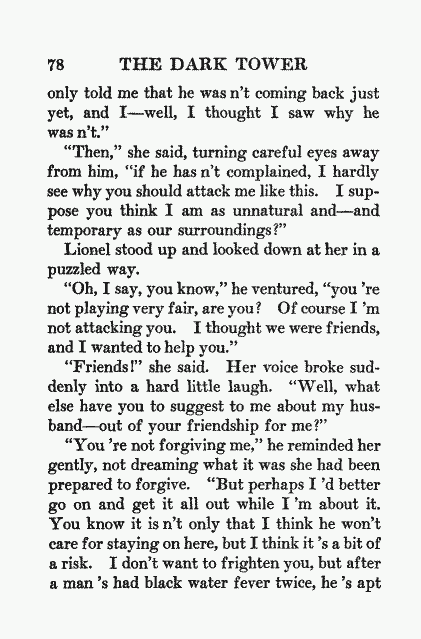 78 THE DARK TOWER
only told me that he was n't coming back just
yet, and I—well, I thought I saw why he
was n't."
"Then," she said, turning careful eyes away
from him, "if he has n't complained, I hardly
see why you should attack me like this. I sup-
pose you think I am as unnatural and—and
temporary as our surroundings?"
Lionel stood up and looked down at her in a
puzzled way.
"Oh, I say, you know," he ventured, "you 're
not playing very fair, are you? Of course I 'm
not attacking you. I thought we were friends,
and I wanted to help you."
"Friends!" she said. Her voice broke sud-
denly into a hard little laugh. "Well, what
else have you to suggest to me about my hus-
band—out of your friendship for me?"
"You 're not forgiving me," he reminded her
gently, not dreaming what it was she had been
prepared to forgive. "But perhaps I 'd better
go on and get it all out while I 'm about it.
You know it is n't only that I think he won't
care for staying on here, but I think it 's a bit of
a risk. I don't want to frighten you, but after
a man 's had black water fever twice, he 's apt